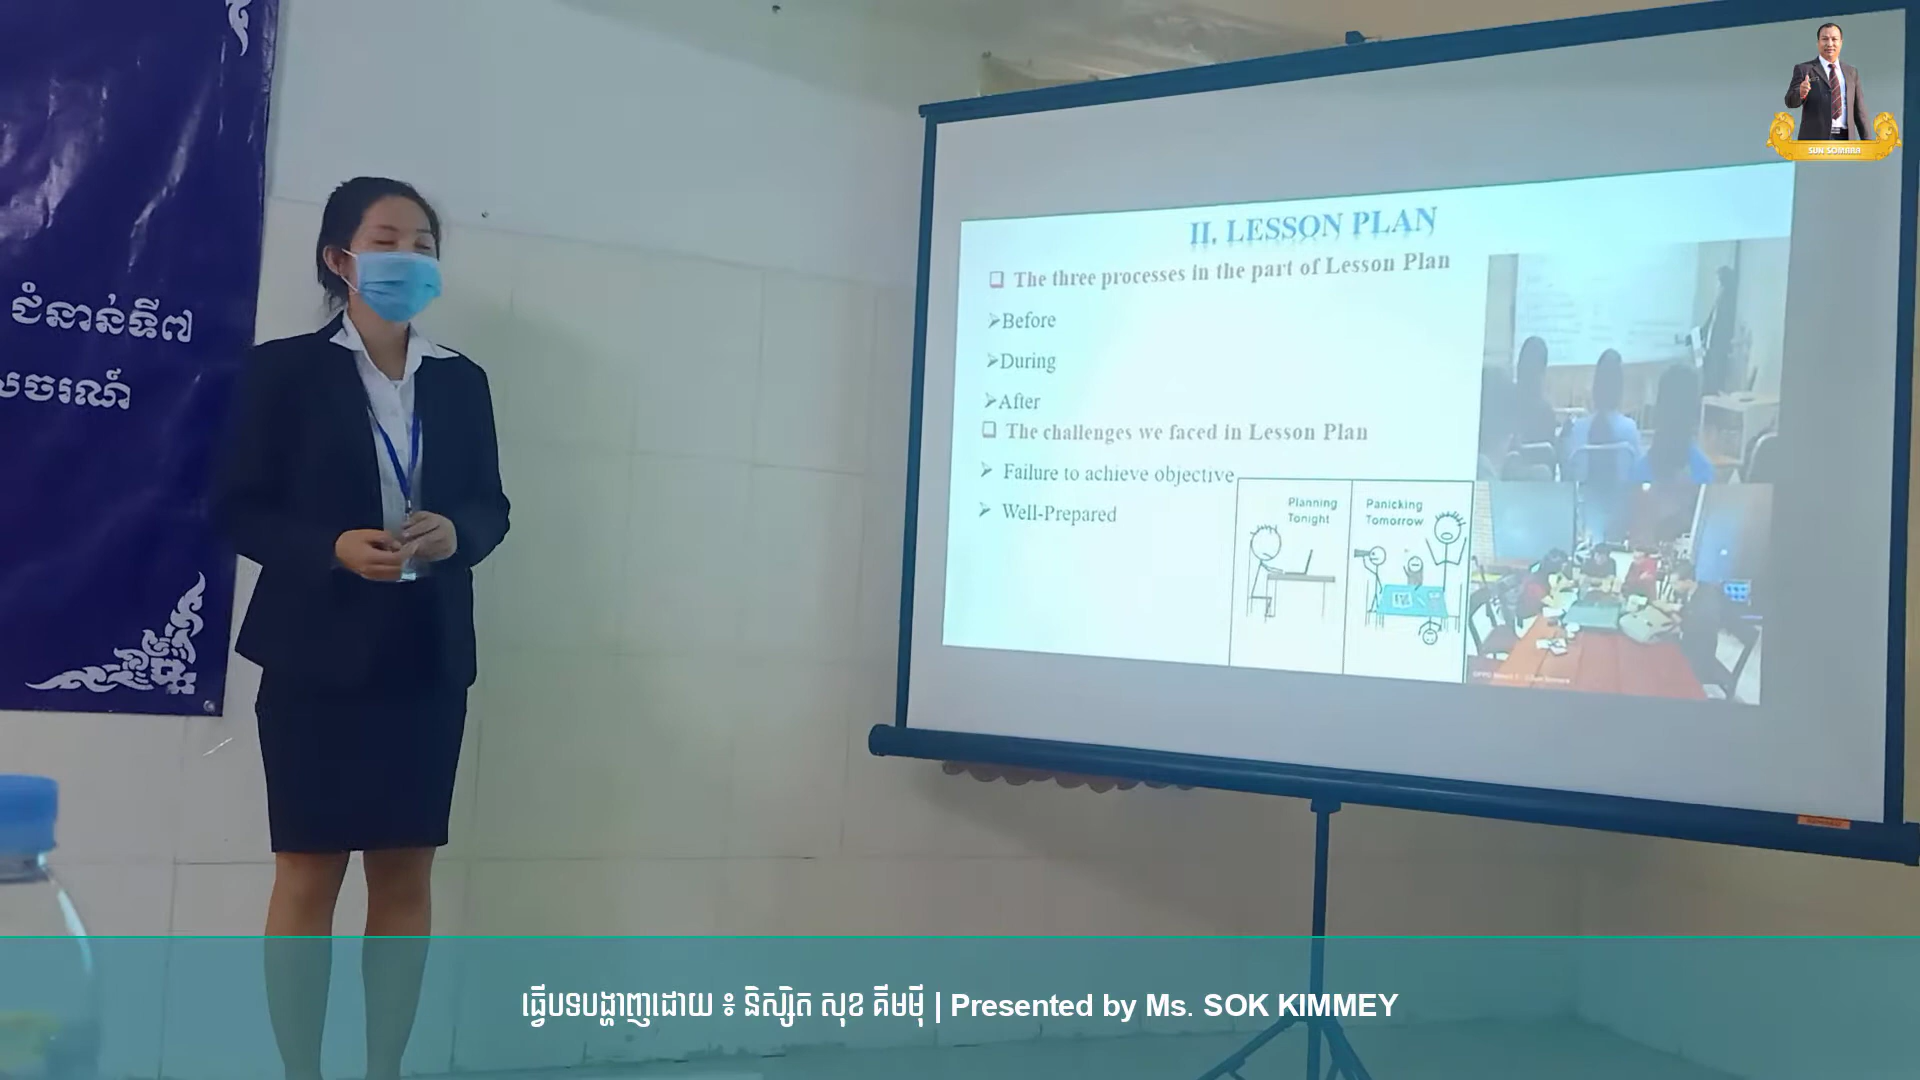 ជំនាន់ទី៧
SUN SOMARA
II. LESSON PLAN
❑ The three processes in the part of Lesson Plan
➢Before
➢During
➢After
❑ The challenges we faced in Lesson Plan
➢ Failure to achieve objective
➢ Well-Prepared
Planning
Tonight
Panicking
Tomorrow
ធ្វើបទបង្ហាញដោយ ៖ និស្សិត សុខ គីមម៉ី | Presented by Ms. SOK KIMMEY